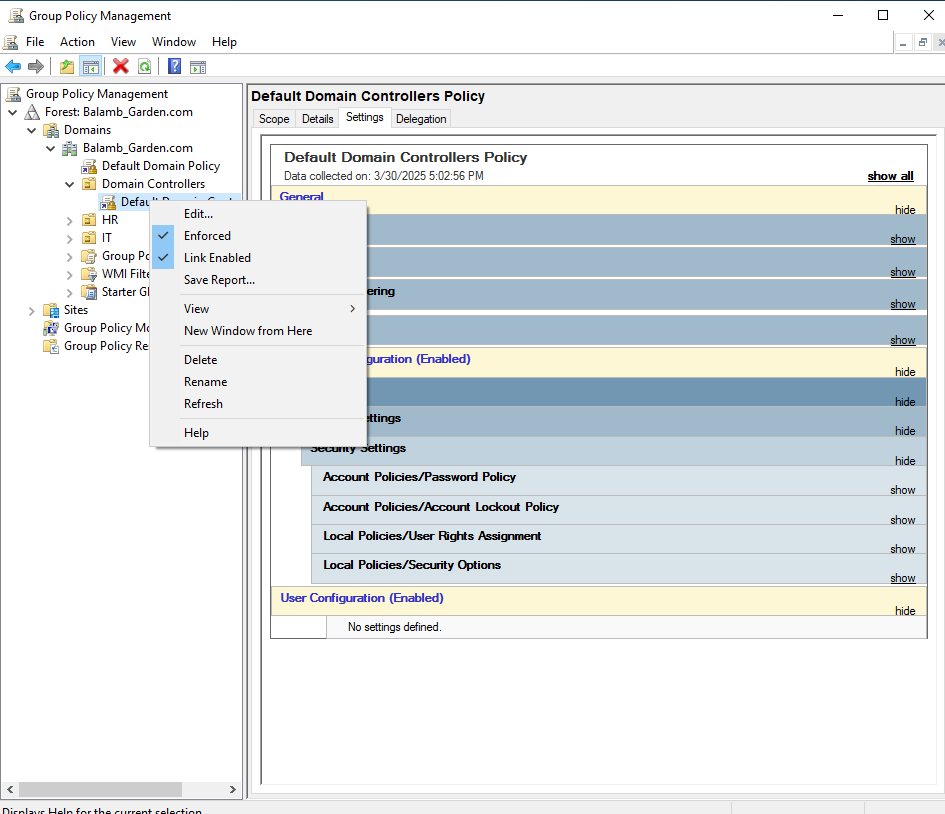 Group Policy Management
File Action View Window Help
Group Policy Management
Forest: Balamb_Garden.com
Domains
Balamb_Garden.com
Default Domain Policy
Domain Controllers
HR
IT
Group Po
WMI Filte
Starter
Sites
Group Policy
Group Policy Re
Edit...
Enforced
Link Enabled
Save Report...
View
New Window from Here
Delete
Rename
Refresh
Help
Default Domain Controllers Policy
Scope Details Settings Delegation
Default Domain Controllers Policy
Data collected on: 3/30/2025 5:02:56 PM show all
General hide
show
show
ering show
show
guration (Enabled) hide
hide
ettings hide
Security Settings hide
Account Policies/Password Policy show
Account Policies/Account Lockout Policy show
Local Policies/User Rights Assignment show
Local Policies/Security Options show
User Configuration (Enabled) hide
No settings defined.
Displays Help for the current selection